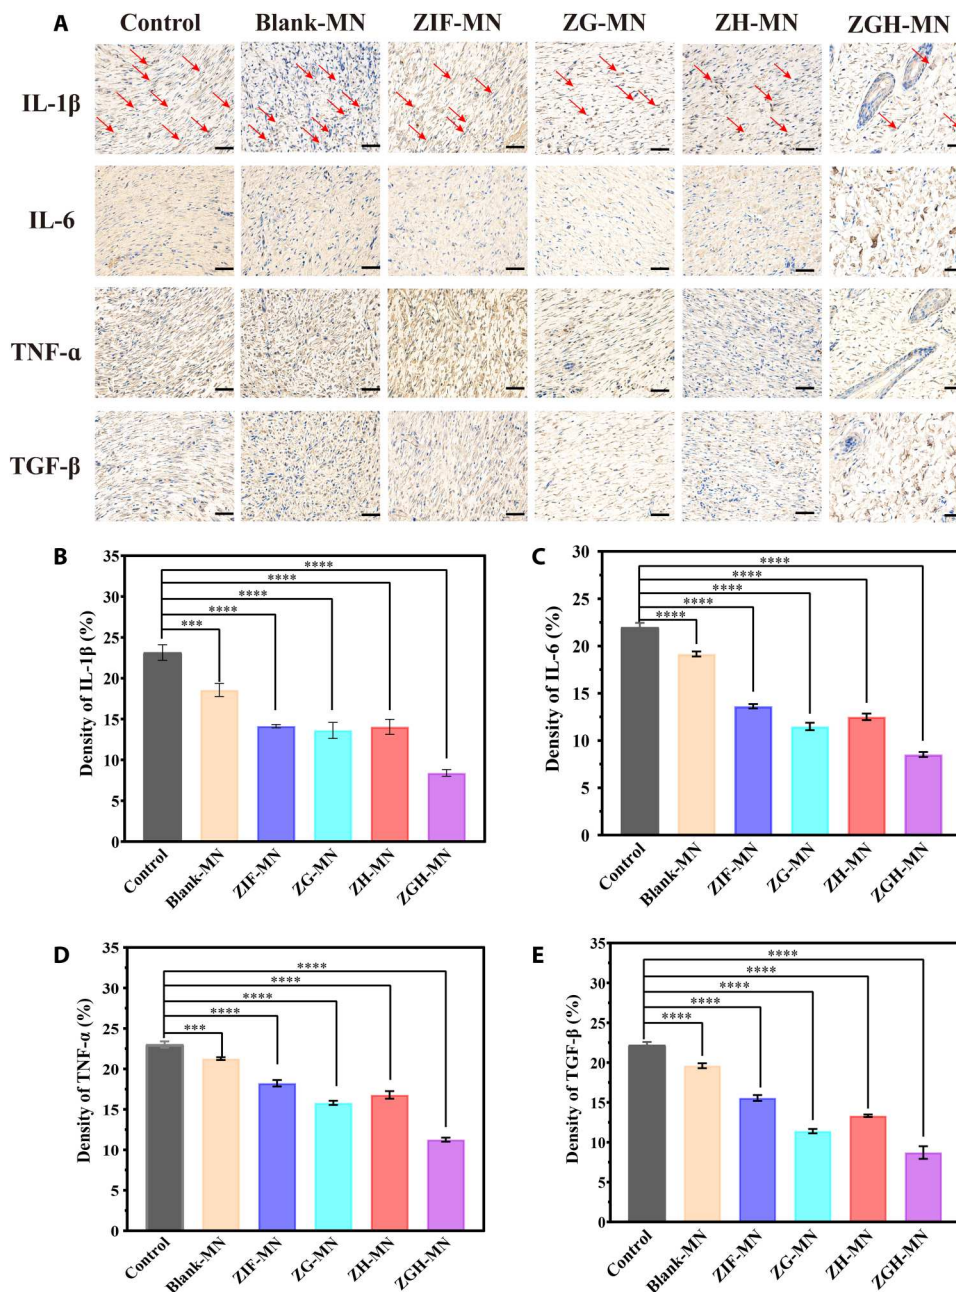 A Control Blank-MN ZIF-MN ZG-MN ZH-MN ZGH-MN
IL-1β
IL-6
TNF-α
TGF-β
B
Density of IL-1β (%)
35
30
25
20
15
10
5
0
****
****
****
****
***
Control
Blank-MN
ZIF-MN
ZG-MN
ZH-MN
ZGH-MN
C
Density of IL-6 (%)
30
25
20
15
10
5
0
****
****
****
****
****
Control
Blank-MN
ZIF-MN
ZG-MN
ZH-MN
ZGH-MN
D
Density of TNF-α (%)
35
30
25
20
15
10
5
0
****
****
****
****
***
Control
Blank-MN
ZIF-MN
ZG-MN
ZH-MN
ZGH-MN
E
Density of TGF-β (%)
35
30
25
20
15
10
5
0
****
****
****
****
****
Control
Blank-MN
ZIF-MN
ZG-MN
ZH-MN
ZGH-MN